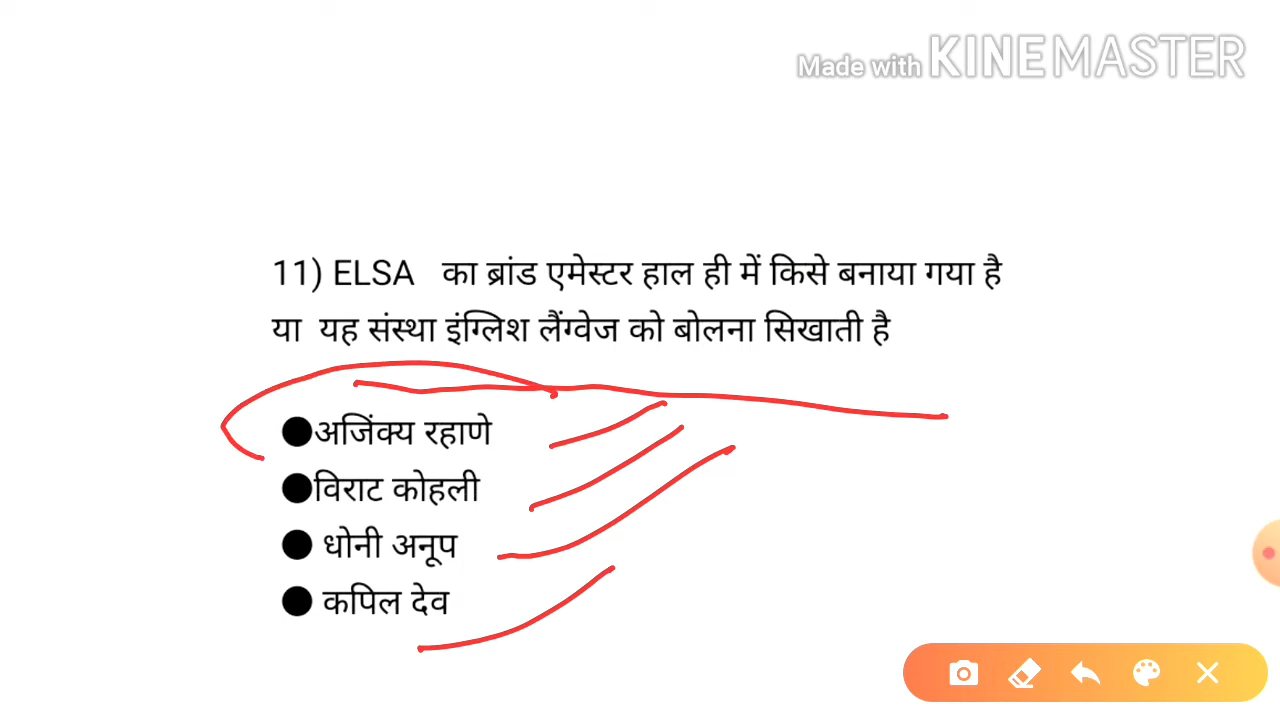 Made with KINEMASTER
11) ELSA का ब्रांड एमेस्टर हाल ही में किसे बनाया गया है
या यह संस्था इंग्लिश लैंग्वेज को बोलना सिखाती है
●अजिंक्य रहाणे
●विराट कोहली
● धोनी अनूप
● कपिल देव